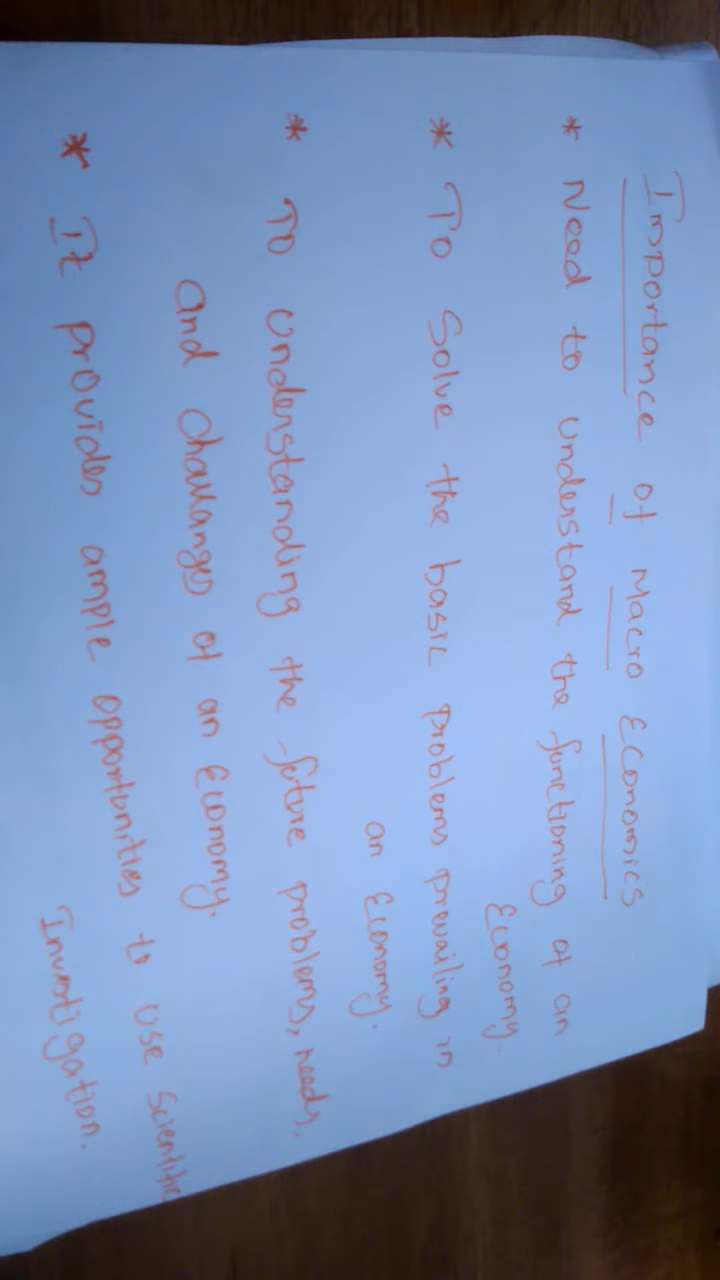 Importance of Macro Economics
* Need to understand the functioning of an
Economy.
* To Solve the basic problems prevailing in
an Economy.
* To understanding the future problems, needs,
and challanges of an Economy.
* It provides ample opportunities to use Scientific
Investigation.